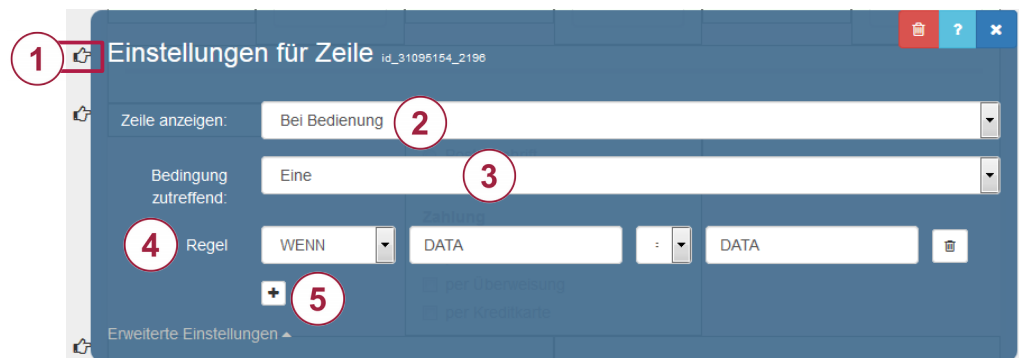 1 Einstellungen für Zeile id_31095154_2196 ?
Zeile anzeigen: Bei Bedienung 2
Bedingung zutreffend: Eine 3
Zahlung
4 Regel WENN DATA = DATA
+ 5 per Überweisung
per Kreditkarte
Erweiterte Einstellungen